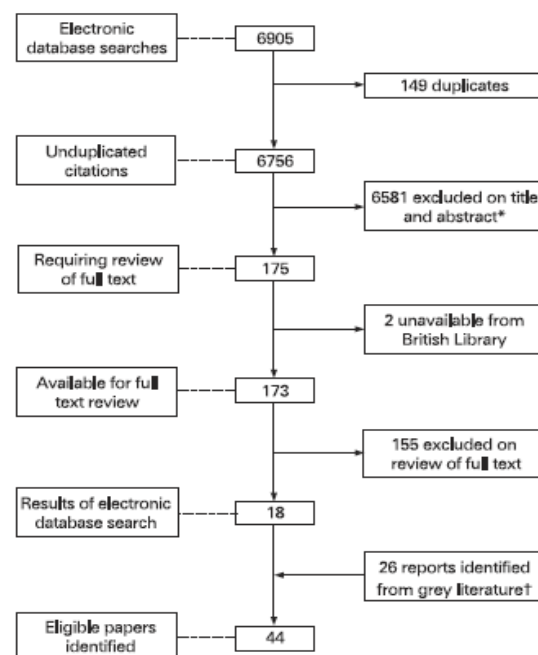 Electronic
database searches
6905
149 duplicates
Unduplicated
citations
6756
6581 excluded on title
and abstract*
Requiring review
of full text
175
2 unavailable from
British Library
Available for full
text review
173
155 excluded on
review of full text
Results of electronic
database search
18
26 reports identified
from grey literature†
Eligible papers
identified
44